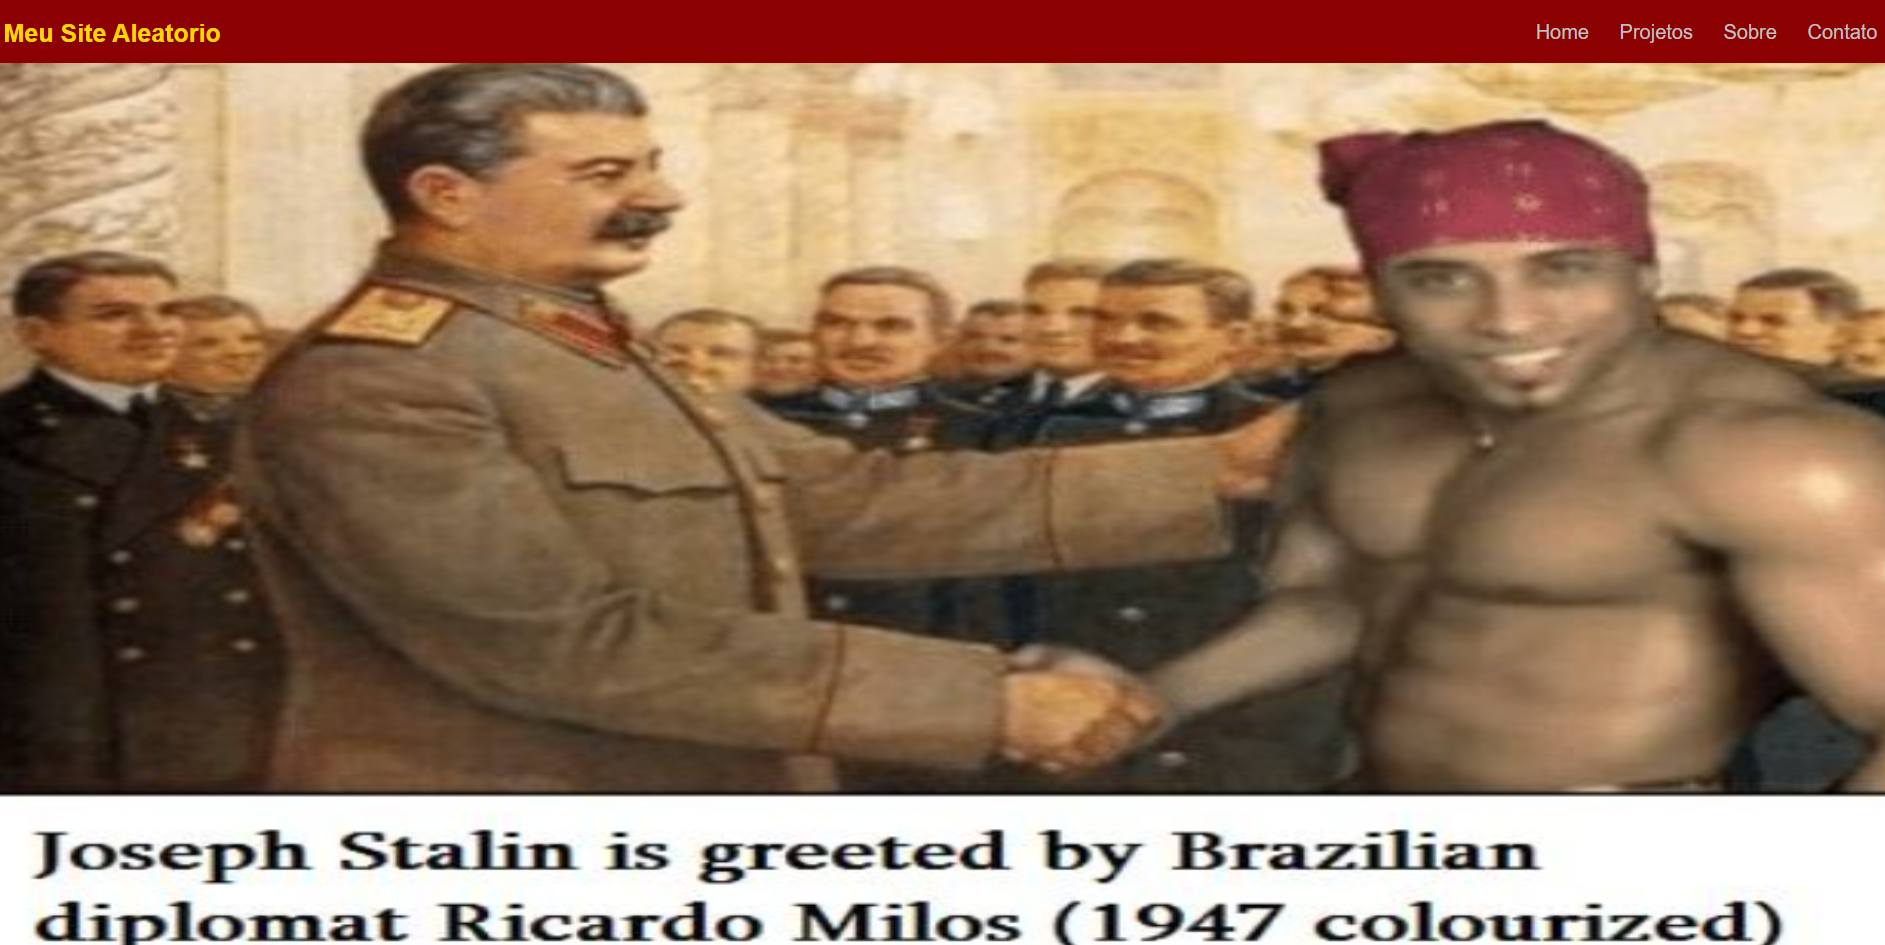 Meu Site Aleatorio
Home Projetos Sobre Contato
Joseph Stalin is greeted by Brazilian
diplomat Ricardo Milos (1947 colourized)